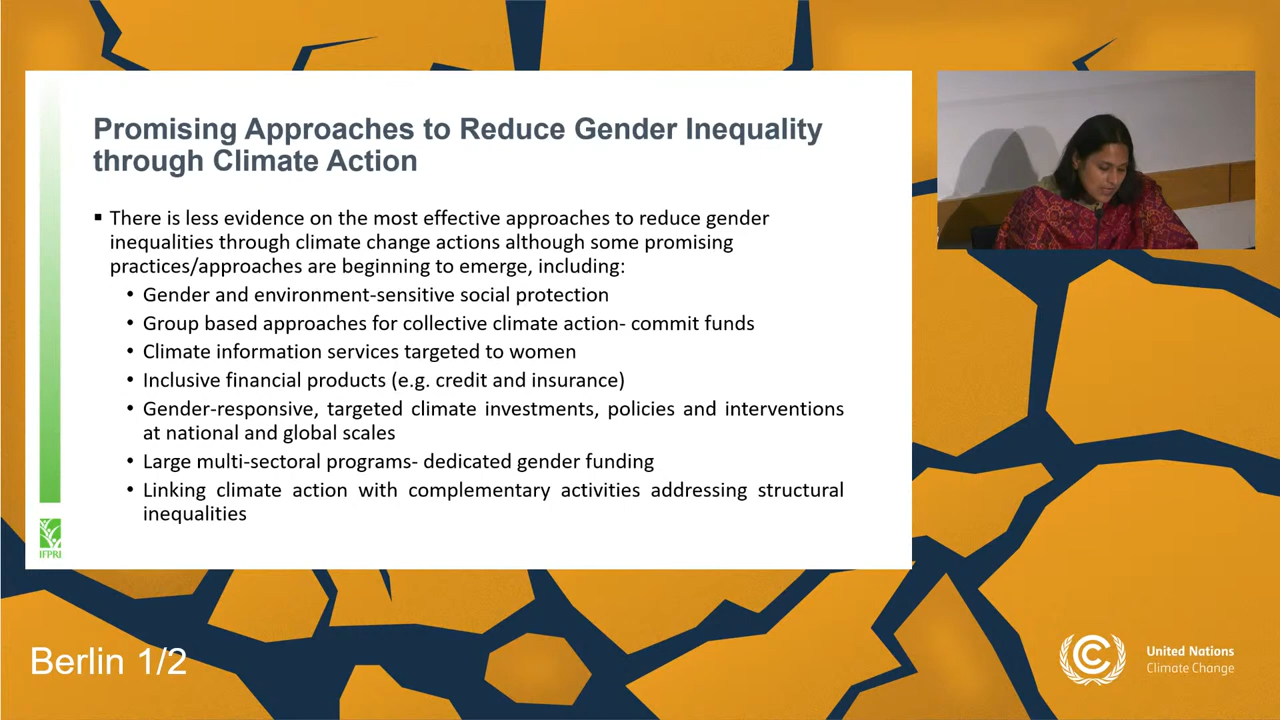 Promising Approaches to Reduce Gender Inequality
through Climate Action
▪ There is less evidence on the most effective approaches to reduce gender
inequalities through climate change actions although some promising
practices/approaches are beginning to emerge, including:
• Gender and environment-sensitive social protection
• Group based approaches for collective climate action- commit funds
• Climate information services targeted to women
• Inclusive financial products (e.g. credit and insurance)
• Gender-responsive, targeted climate investments, policies and interventions
at national and global scales
• Large multi-sectoral programs- dedicated gender funding
• Linking climate action with complementary activities addressing structural
inequalities
IFPRI
Berlin 1/2
United Nations
Climate Change